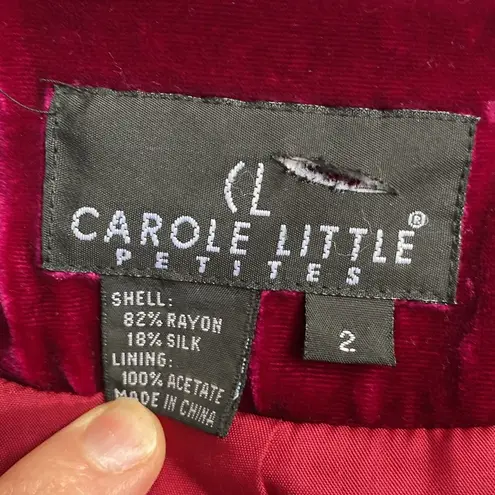 CL
CAROLE LITTLE®
PETITES
SHELL:
82% RAYON
18% SILK
LINING:
100% ACETATE
MADE IN CHINA
2